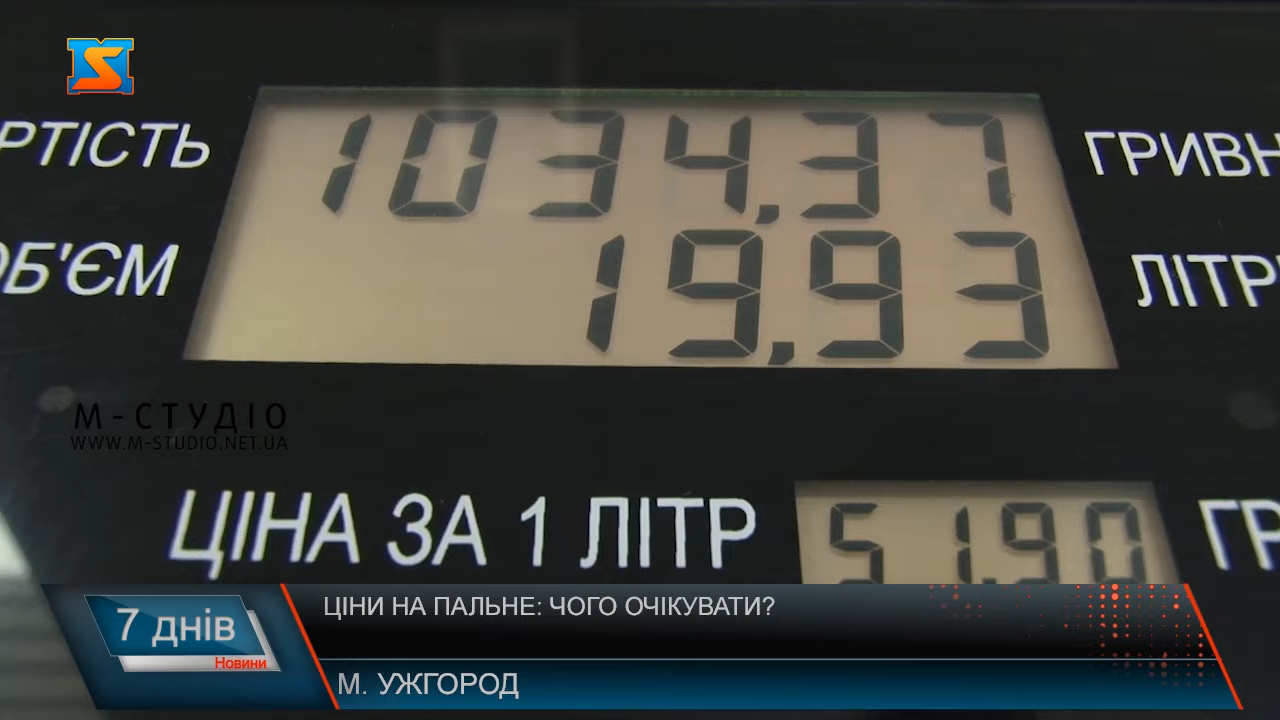 РТІСТЬ 1034,37 ГРИВН
ОБ'ЄМ 19,93 ЛІТР
М-СТУДІО
WWW.M-STUDIO.NET.UA
ЦІНА ЗА 1 ЛІТР 51.90 ГР
7 днів
Новини
ЦІНИ НА ПАЛЬНЕ: ЧОГО ОЧІКУВАТИ?
М. УЖГОРОД